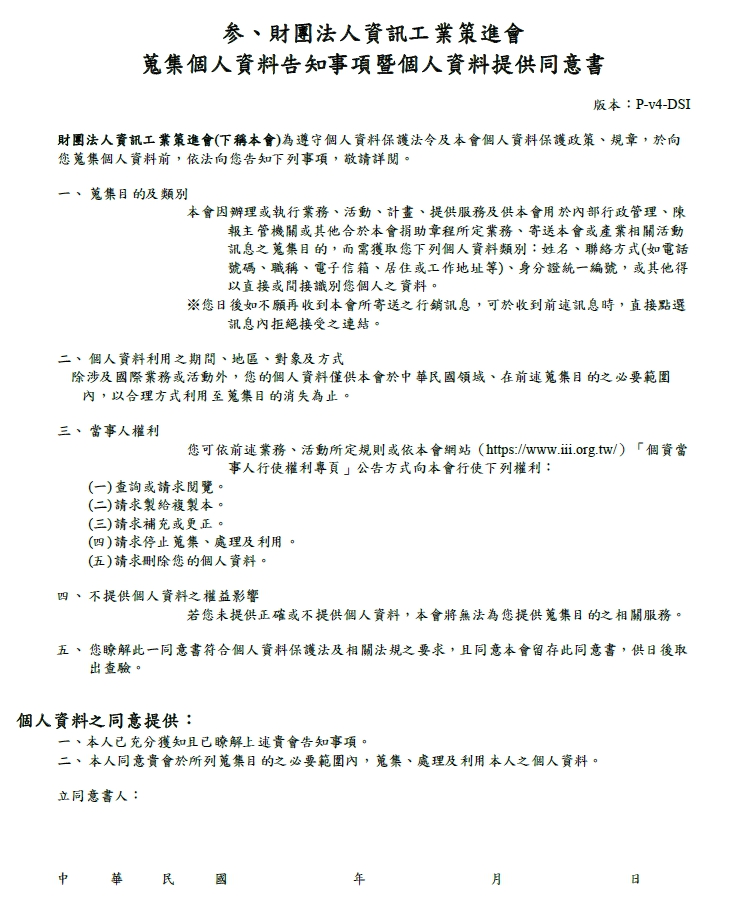 參、財團法人資訊工業策進會
蒐集個人資料告知事項暨個人資料提供同意書
版本：P-v4-DSI
財團法人資訊工業策進會(下稱本會)為遵守個人資料保護法令及本會個人資料保護政策、規章，於向
您蒐集個人資料前，依法向您告知下列事項，敬請詳閱。
一、 蒐集目的及類別
本會因辦理或執行業務、活動、計畫、提供服務及供本會用於內部行政管理、陳
報主管機關或其他合於本會捐助章程所定業務、寄送本會或產業相關活動
訊息之蒐集目的，而需獲取您下列個人資料類別：姓名、聯絡方式(如電話
號碼、職稱、電子信箱、居住或工作地址等)、身分證統一編號，或其他得
以直接或間接識別您個人之資料。
※您日後如不願再收到本會所寄送之行銷訊息，可於收到前述訊息時，直接點選
訊息內拒絕接受之連結。
二、 個人資料利用之期間、地區、對象及方式
除涉及國際業務或活動外，您的個人資料僅供本會於中華民國領域、在前述蒐集目的之必要範圍
內，以合理方式利用至蒐集目的消失為止。
三、 當事人權利
您可依前述業務、活動所定規則或依本會網站（https://www.iii.org.tw/）「個資當
事人行使權利專頁」公告方式向本會行使下列權利：
(一)查詢或請求閱覽。
(二)請求製給複製本。
(三)請求補充或更正。
(四)請求停止蒐集、處理及利用。
(五)請求刪除您的個人資料。
四、 不提供個人資料之權益影響
若您未提供正確或不提供個人資料，本會將無法為您提供蒐集目的之相關服務。
五、 您瞭解此一同意書符合個人資料保護法及相關法規之要求，且同意本會留存此同意書，供日後取
出查驗。
個人資料之同意提供：
一、本人已充分獲知且已瞭解上述貴會告知事項。
二、本人同意貴會於所列蒐集目的之必要範圍內，蒐集、處理及利用本人之個人資料。
立同意書人：
中 華 民 國 年 月 日